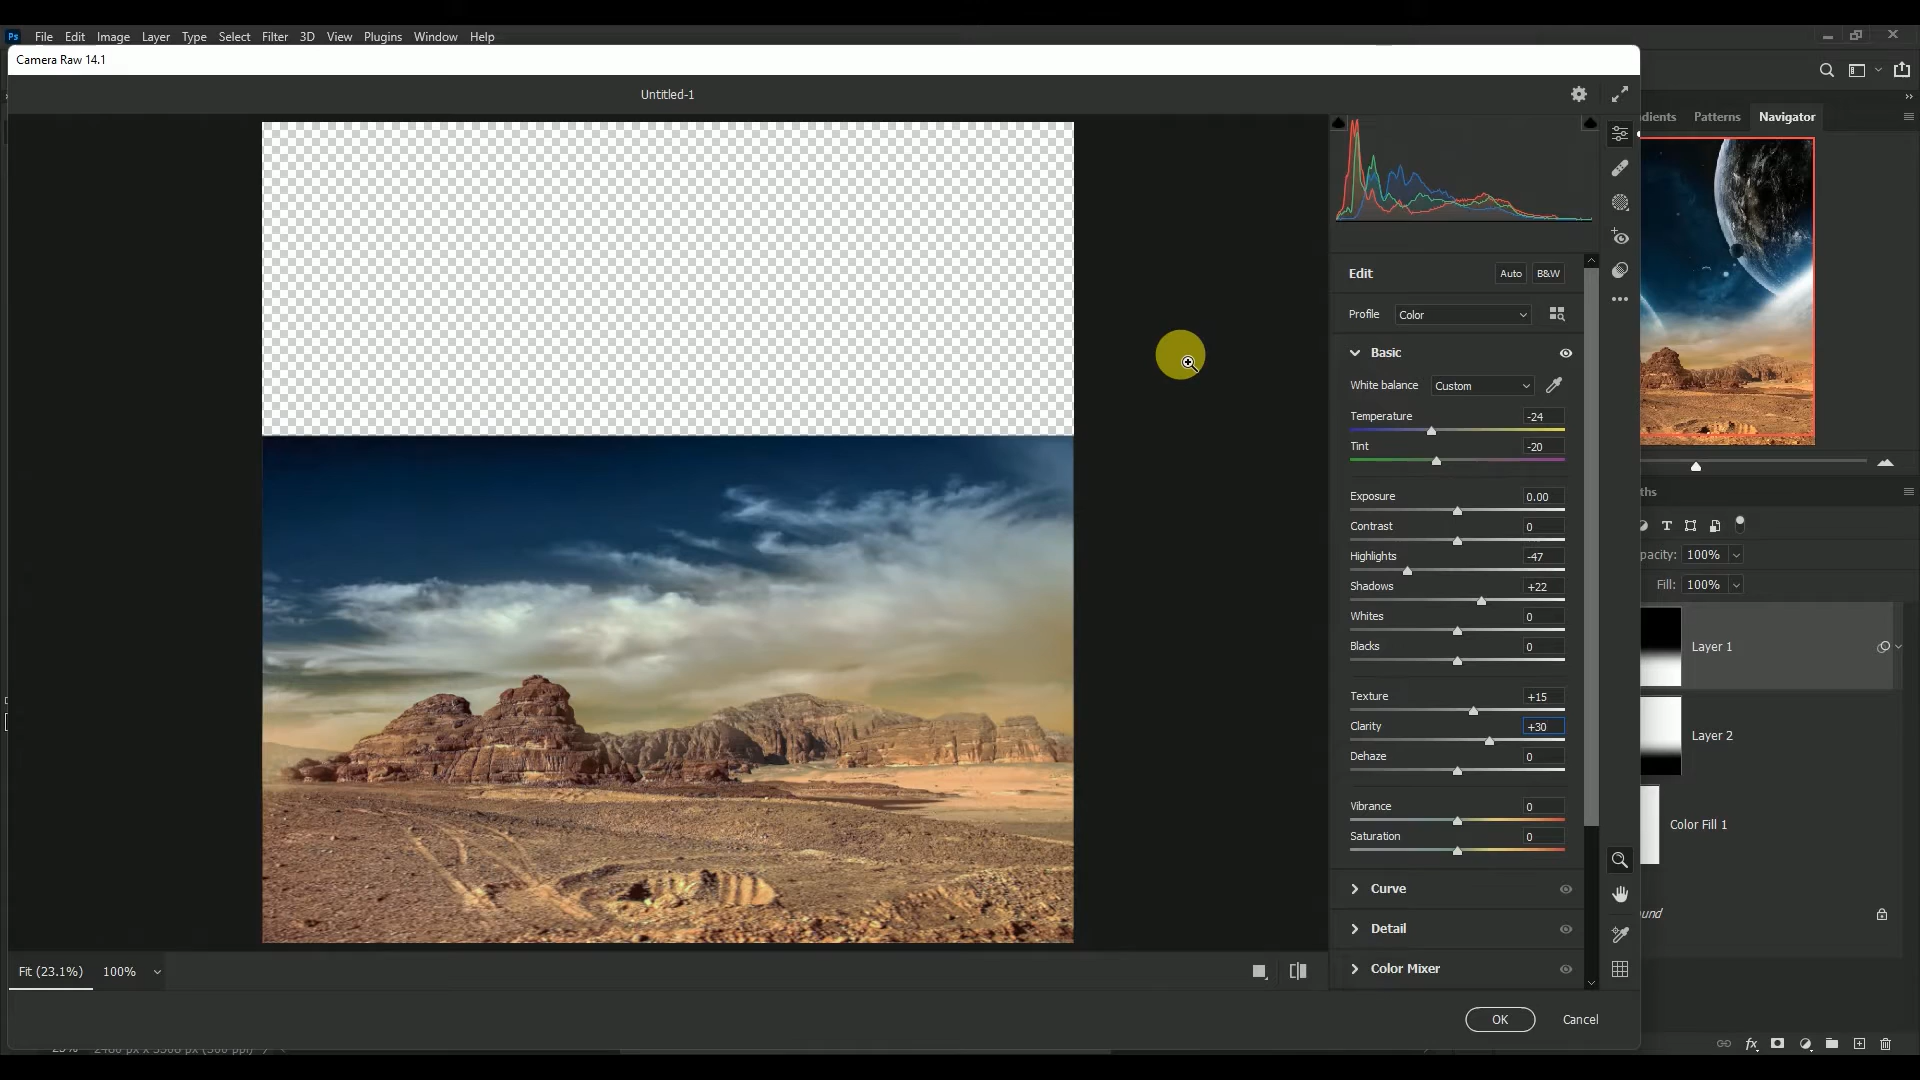 Ps File Edit Image Layer Type Select Filter 3D View Plugins Window Help
Camera Raw 14.1
Untitled-1
Patterns Navigator
Edit Auto B&W
Profile Color
Basic
White balance Custom
Temperature -24
Tint -20
Exposure 0.00
Contrast 0
Highlights -47
Shadows +22
Whites 0
Blacks 0
Texture +15
Clarity +30
Dehaze 0
Vibrance 0
Saturation 0
Curve
Detail
Color Mixer
Fit (23.1%) 100%
OK Cancel
100%
Fill: 100%
Layer 1
Layer 2
Color Fill 1
fx